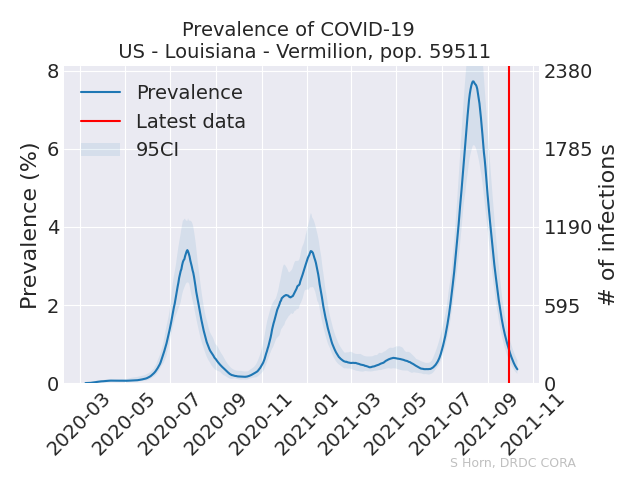 Prevalence of COVID-19
US - Louisiana - Vermilion, pop. 59511
Prevalence
Latest data
95CI
Prevalence (%)
8
6
4
2
0
2380
1785
1190
595
0
# of infections
2020-03
2020-05
2020-07
2020-09
2020-11
2021-01
2021-03
2021-05
2021-07
2021-09
2021-11
S Horn, DRDC CORA